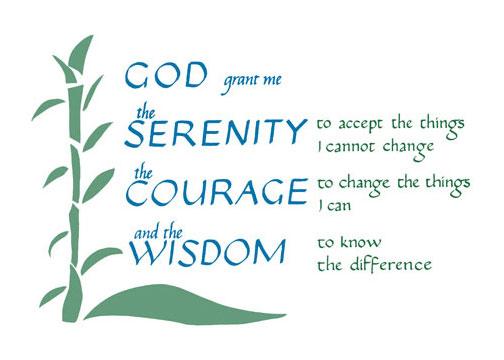 GOD grant me
the
SERENITY to accept the things
I cannot change
the
COURAGE to change the things
I can
and the
WISDOM to know
the difference